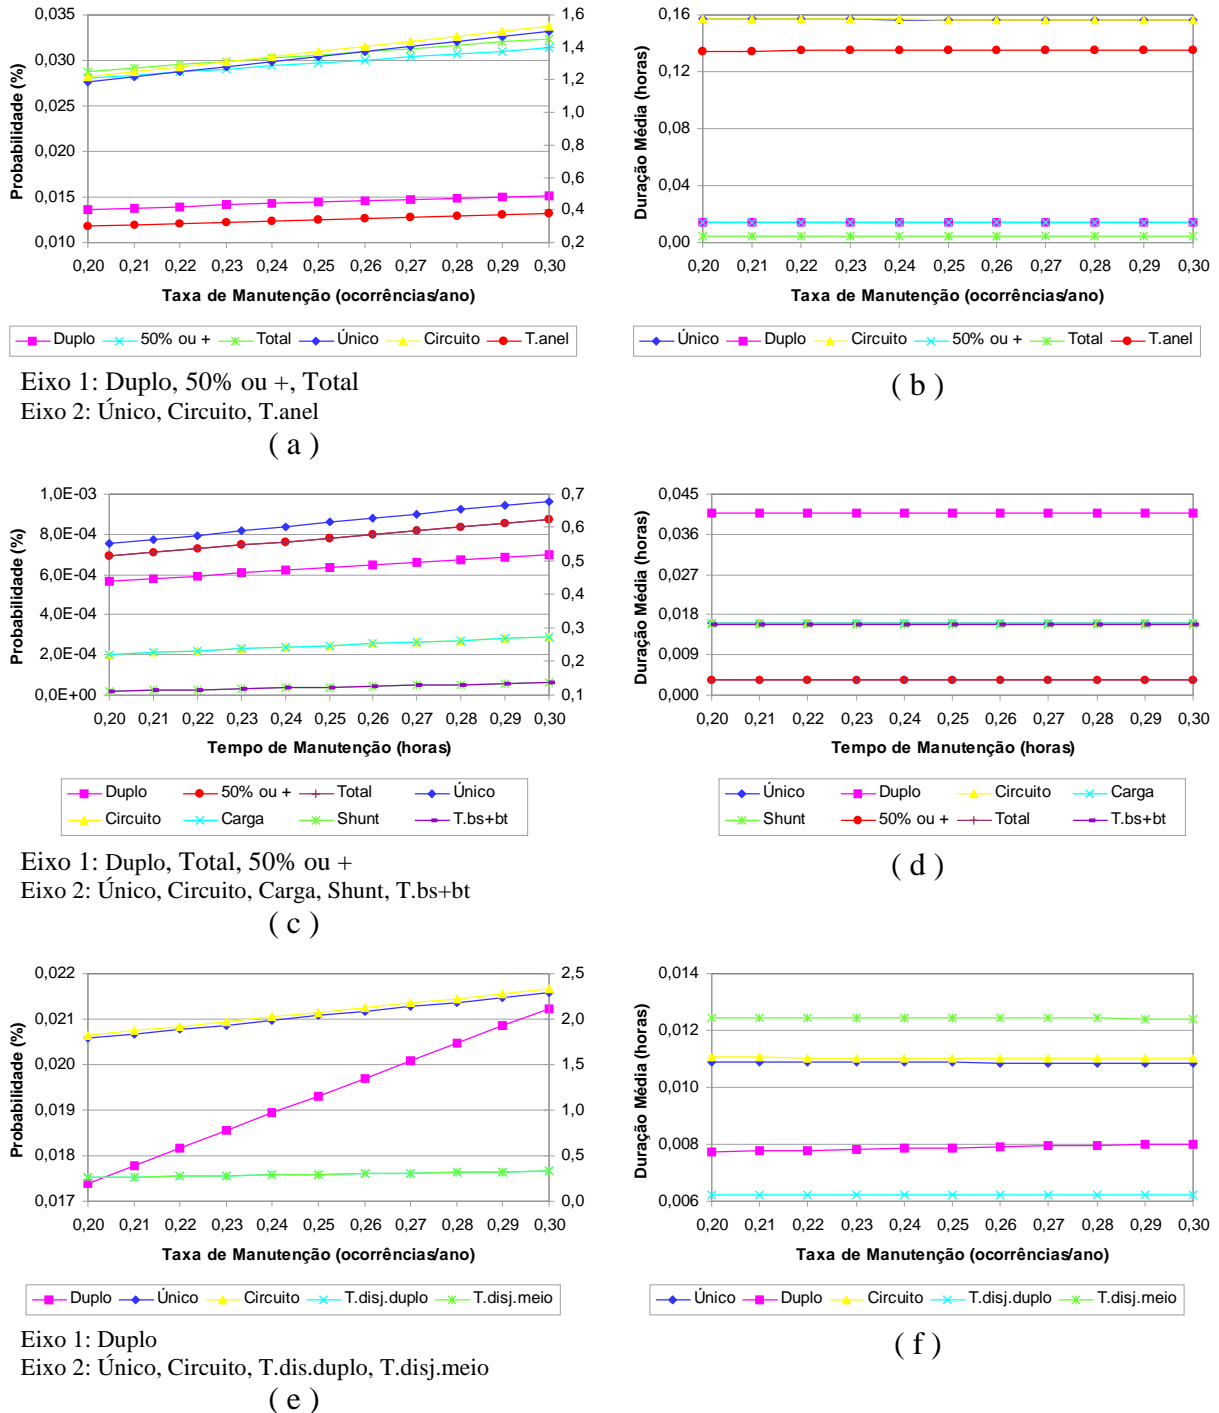 0,035
0,030
0,025
0,020
0,015
0,010
Probabilidade (%)
1,6
1,4
1,2
1,0
0,8
0,6
0,4
0,2
0,20 0,21 0,22 0,23 0,24 0,25 0,26 0,27 0,28 0,29 0,30
Taxa de Manutenção (ocorrências/ano)
Duplo 50% ou + Total Único Circuito T.anel
Eixo 1: Duplo, 50% ou +, Total
Eixo 2: Único, Circuito, T.anel
( a )
0,16
0,12
0,08
0,04
0,00
Duração Média (horas)
0,20 0,21 0,22 0,23 0,24 0,25 0,26 0,27 0,28 0,29 0,30
Taxa de Manutenção (ocorrências/ano)
Único Duplo Circuito 50% ou + Total T.anel
( b )
1,0E-03
8,0E-04
6,0E-04
4,0E-04
2,0E-04
0,0E+00
Probabilidade (%)
0,7
0,6
0,5
0,4
0,3
0,2
0,1
0,20 0,21 0,22 0,23 0,24 0,25 0,26 0,27 0,28 0,29 0,30
Tempo de Manutenção (horas)
Duplo 50% ou + Total Único
Circuito Carga Shunt T.bs+bt
Eixo 1: Duplo, Total, 50% ou +
Eixo 2: Único, Circuito, Carga, Shunt, T.bs+bt
( c )
0,045
0,036
0,027
0,018
0,009
0,000
Duração Média (horas)
0,20 0,21 0,22 0,23 0,24 0,25 0,26 0,27 0,28 0,29 0,30
Tempo de Manutenção (horas)
Único Duplo Circuito Carga
Shunt 50% ou + Total T.bs+bt
( d )
0,022
0,021
0,020
0,019
0,018
0,017
Probabilidade (%)
2,5
2,0
1,5
1,0
0,5
0,0
0,20 0,21 0,22 0,23 0,24 0,25 0,26 0,27 0,28 0,29 0,30
Taxa de Manutenção (ocorrências/ano)
Duplo Único Circuito T.disj.duplo T.disj.meio
Eixo 1: Duplo
Eixo 2: Único, Circuito, T.dis.duplo, T.disj.meio
( e )
0,014
0,012
0,010
0,008
0,006
Duração Média (horas)
0,20 0,21 0,22 0,23 0,24 0,25 0,26 0,27 0,28 0,29 0,30
Taxa de Manutenção (ocorrências/ano)
Único Duplo Circuito T.disj.duplo T.disj.meio
( f )